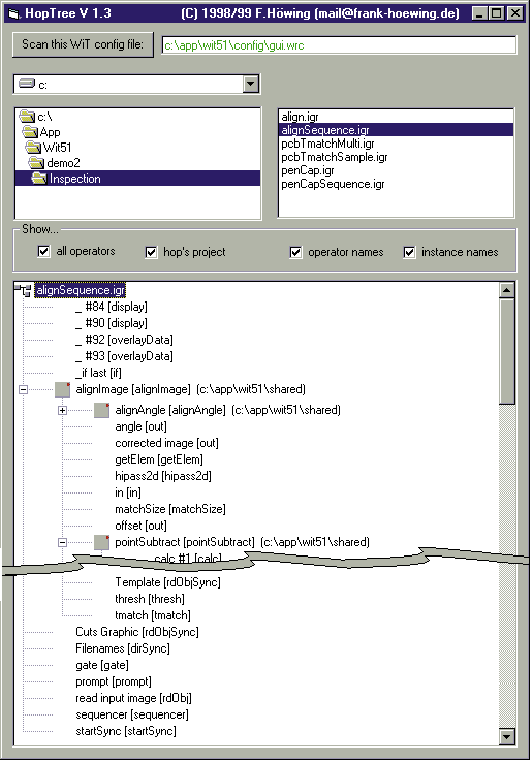 HopTree V 1.3 (C) 1998/99 F. Höwing (mail@frank-hoewing.de)
Scan this WiT config file: c:\app\wit51\config\gui.wrc
c:
c:\
App
Wit51
demo2
Inspection
align.igr
alignSequence.igr
pcbTmatchMulti.igr
pcbTmatchSample.igr
penCap.igr
penCapSequence.igr
Show...
all operators hop's project operator names instance names
alignSequence.igr
_ #84 [display]
_ #90 [display]
_ #92 [overlayData]
_ #93 [overlayData]
_if last [if]
alignImage [alignImage] (c:\app\wit51\shared)
alignAngle [alignAngle] (c:\app\wit51\shared)
angle [out]
corrected image [out]
getElem [getElem]
hipass2d [hipass2d]
in [in]
matchSize [matchSize]
offset [out]
pointSubtract [pointSubtract] (c:\app\wit51\shared)
calc #1 [calc]
Template [rdObjSync]
thresh [thresh]
tmatch [tmatch]
Cuts Graphic [rdObjSync]
Filenames [dirSync]
gate [gate]
prompt [prompt]
read input image [rdObj]
sequencer [sequencer]
startSync [startSync]